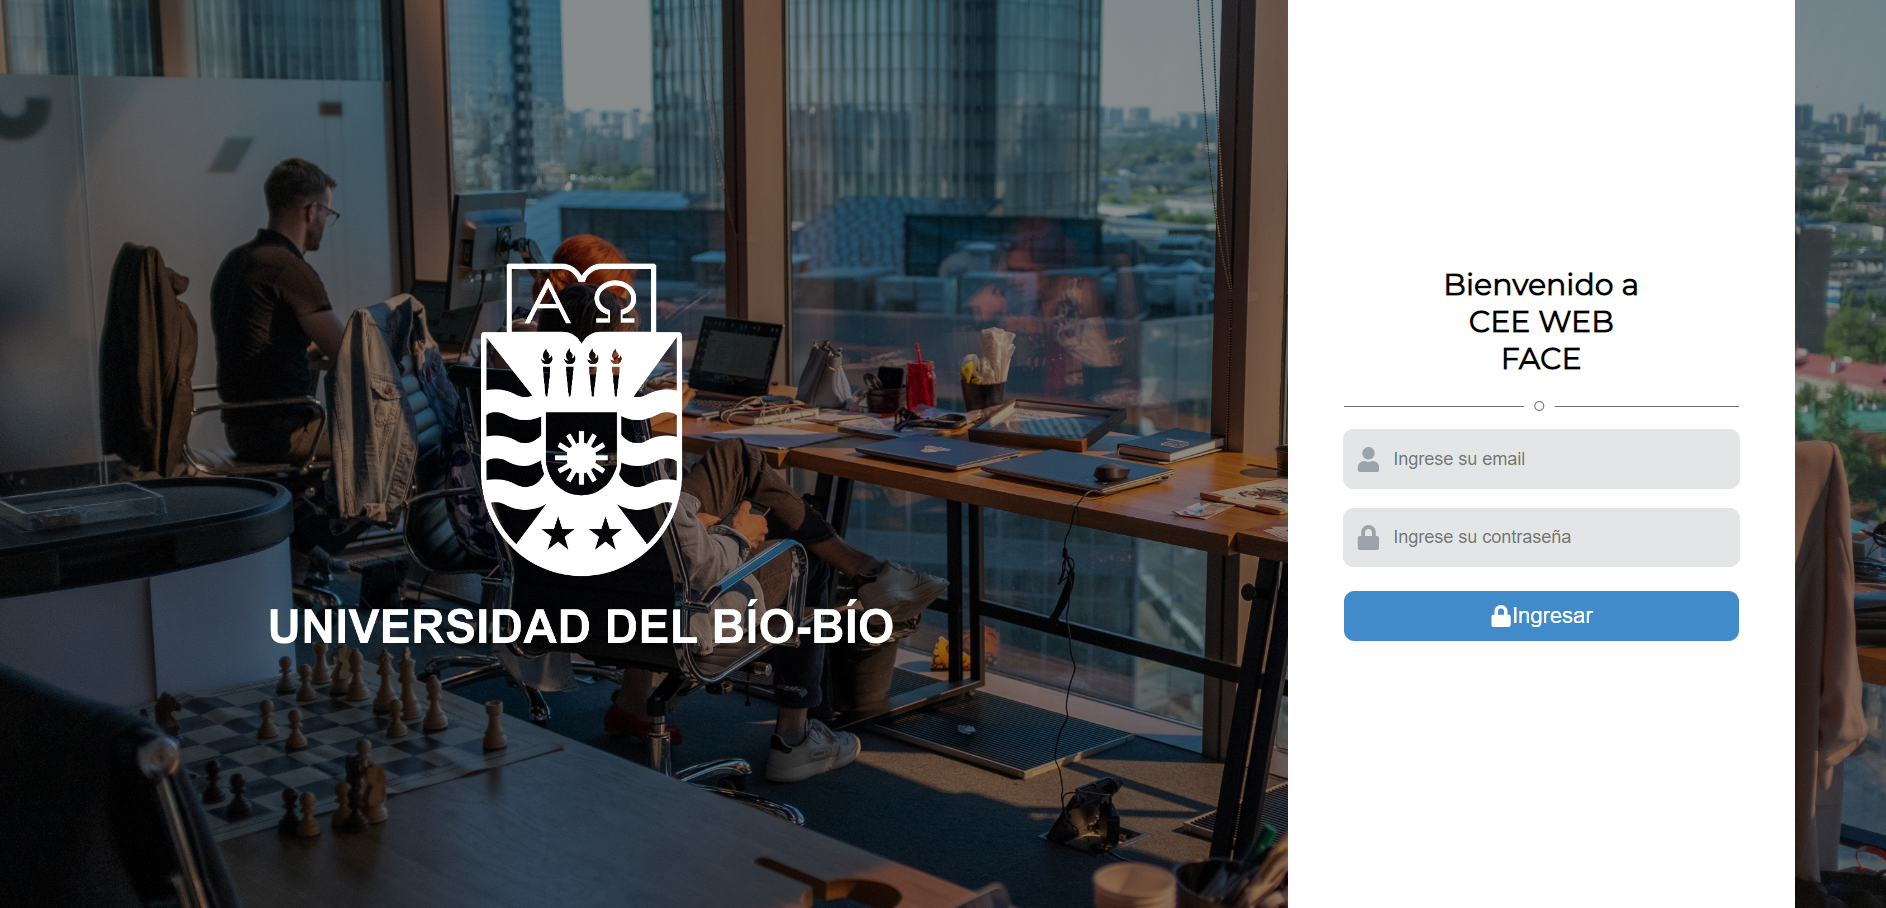 Α Ω
UNIVERSIDAD DEL BÍO-BÍO
Bienvenido a
CEE WEB
FACE
Ingrese su email
Ingrese su contraseña
Ingresar